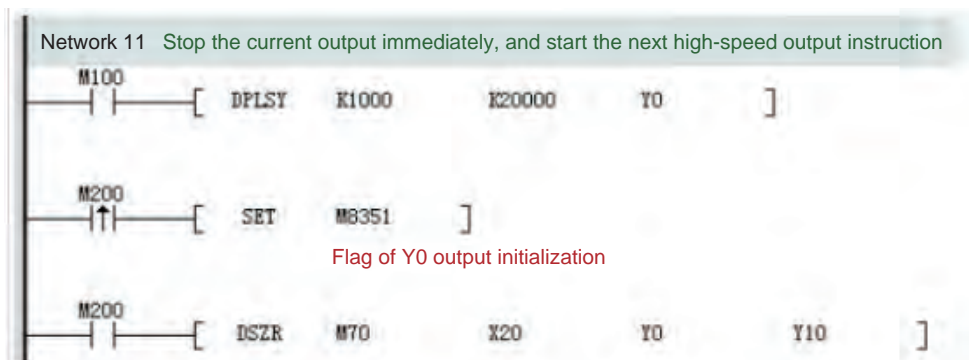 Network 11 Stop the current output immediately, and start the next high-speed output instruction
M100
[ DPLSY K1000 K20000 Y0 ]
M200
[ SET M8351 ]
Flag of Y0 output initialization
M200
[ DSZR M70 X20 Y0 Y10 ]